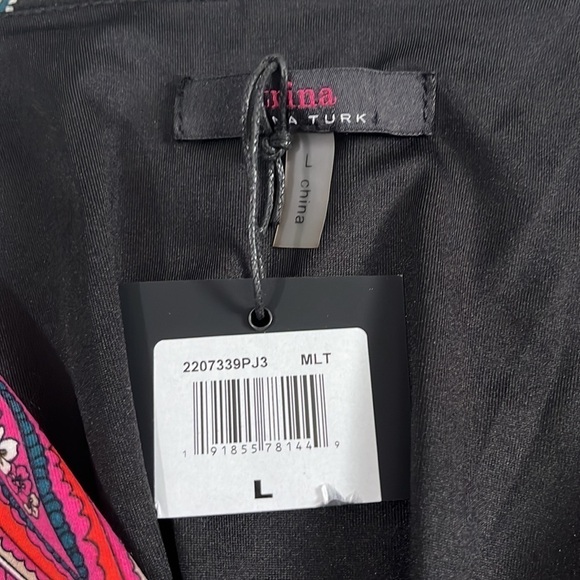 rina
A TURK
L china
2207339PJ3 MLT
1 91855 78144 9
L